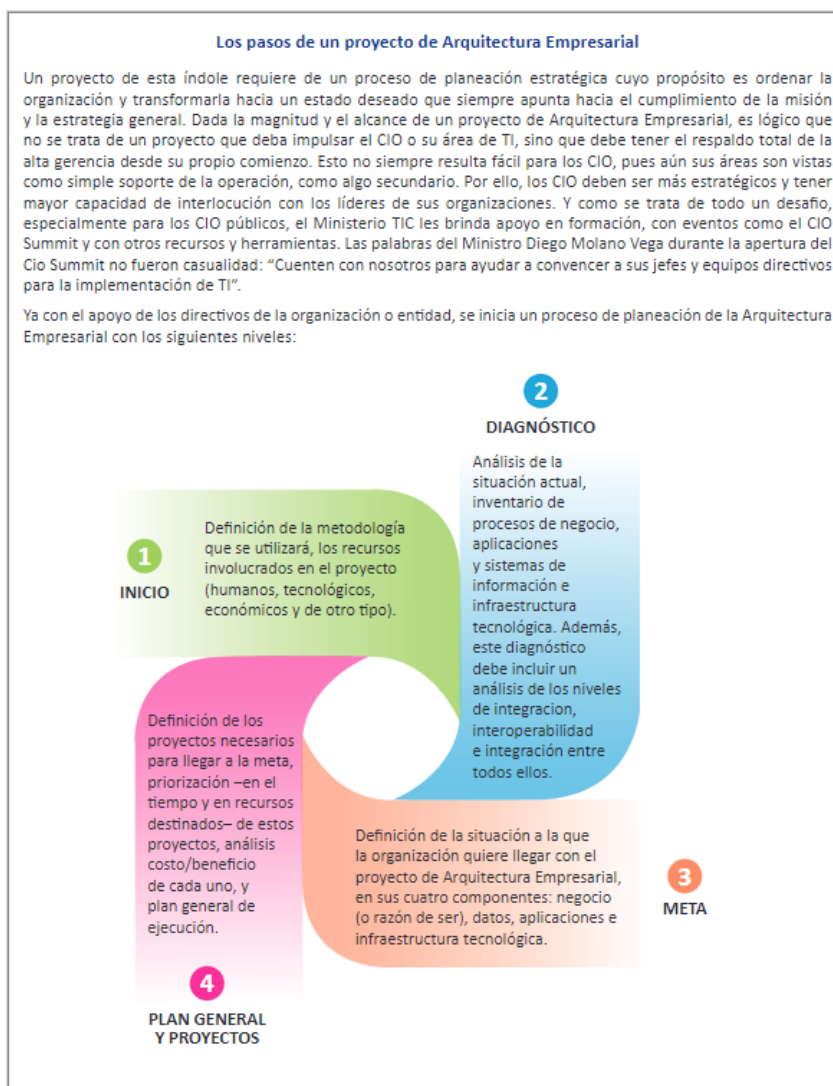 Los pasos de un proyecto de Arquitectura Empresarial
Un proyecto de esta índole requiere de un proceso de planeación estratégica cuyo propósito es ordenar la
organización y transformarla hacia un estado deseado que siempre apunta hacia el cumplimiento de la misión
y la estrategia general. Dada la magnitud y el alcance de un proyecto de Arquitectura Empresarial, es lógico que
no se trata de un proyecto que deba impulsar el CIO o su área de TI, sino que debe tener el respaldo total de la
alta gerencia desde su propio comienzo. Esto no siempre resulta fácil para los CIO, pues aún sus áreas son vistas
como simple soporte de la operación, como algo secundario. Por ello, los CIO deben ser más estratégicos y tener
mayor capacidad de interlocución con los líderes de sus organizaciones. Y como se trata de todo un desafío,
especialmente para los CIO públicos, el Ministerio TIC les brinda apoyo en formación, con eventos como el CIO
Summit y con otros recursos y herramientas. Las palabras del Ministro Diego Molano Vega durante la apertura del
Cio Summit no fueron casualidad: “Cuenten con nosotros para ayudar a convencer a sus jefes y equipos directivos
para la implementación de TI”.
Ya con el apoyo de los directivos de la organización o entidad, se inicia un proceso de planeación de la Arquitectura
Empresarial con los siguientes niveles:
1
INICIO
Definición de la metodología
que se utilizará, los recursos
involucrados en el proyecto
(humanos, tecnológicos,
económicos y de otro tipo).
2
DIAGNÓSTICO
Análisis de la
situación actual,
inventario de
procesos de negocio,
aplicaciones
y sistemas de
información e
infraestructura
tecnológica. Además,
este diagnóstico
debe incluir un
análisis de los niveles
de integracion,
interoperabilidad
e integración entre
todos ellos.
Definición de la situación a la que
la organización quiere llegar con el
proyecto de Arquitectura Empresarial,
en sus cuatro componentes: negocio
(o razón de ser), datos, aplicaciones e
infraestructura tecnológica.
3
META
Definición de los
proyectos necesarios
para llegar a la meta,
priorización –en el
tiempo y en recursos
destinados– de estos
proyectos, análisis
costo/beneficio
de cada uno, y
plan general de
ejecución.
4
PLAN GENERAL
Y PROYECTOS